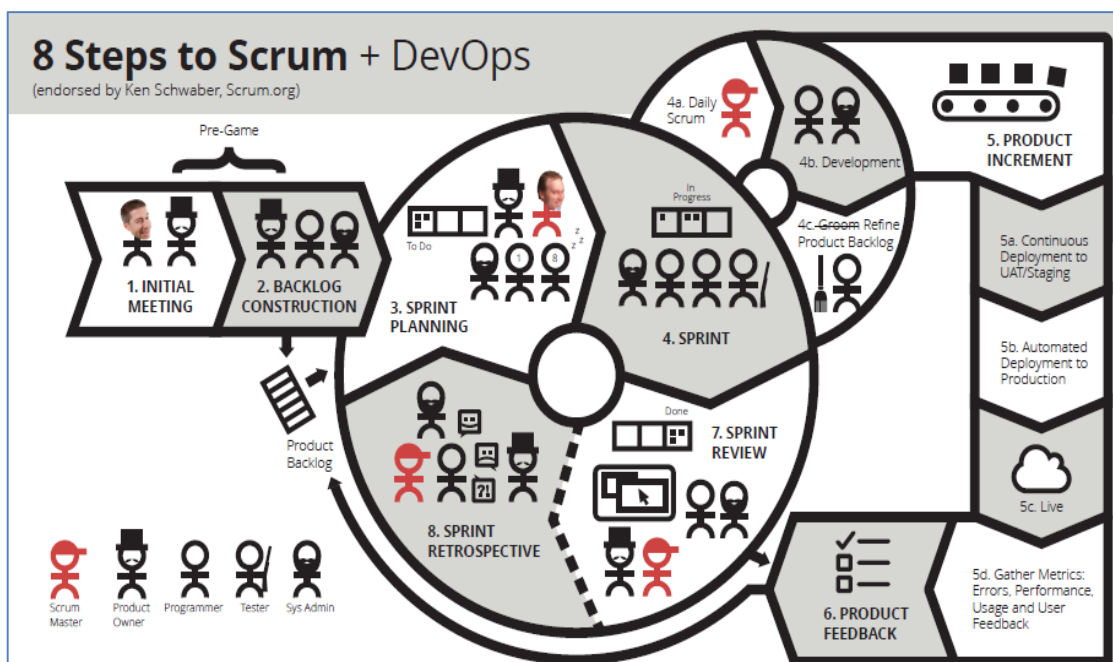 8 Steps to Scrum + DevOps
(endorsed by Ken Schwaber, Scrum.org)
Pre-Game
1. INITIAL
MEETING
2. BACKLOG
CONSTRUCTION
Product
Backlog
To Do
z
z
z
1
8
3. SPRINT
PLANNING
In
Progress
4. SPRINT
4a. Daily
Scrum
4b. Development
4c. Groom Refine
Product Backlog
5. PRODUCT
INCREMENT
5a. Continuous
Deployment to
UAT/Staging
5b. Automated
Deployment to
Production
5c. Live
5d. Gather Metrics:
Errors, Performance,
Usage and User
Feedback
6. PRODUCT
FEEDBACK
Done
7. SPRINT
REVIEW
?!
8. SPRINT
RETROSPECTIVE
Scrum
Master
Product
Owner
Programmer
Tester
Sys Admin